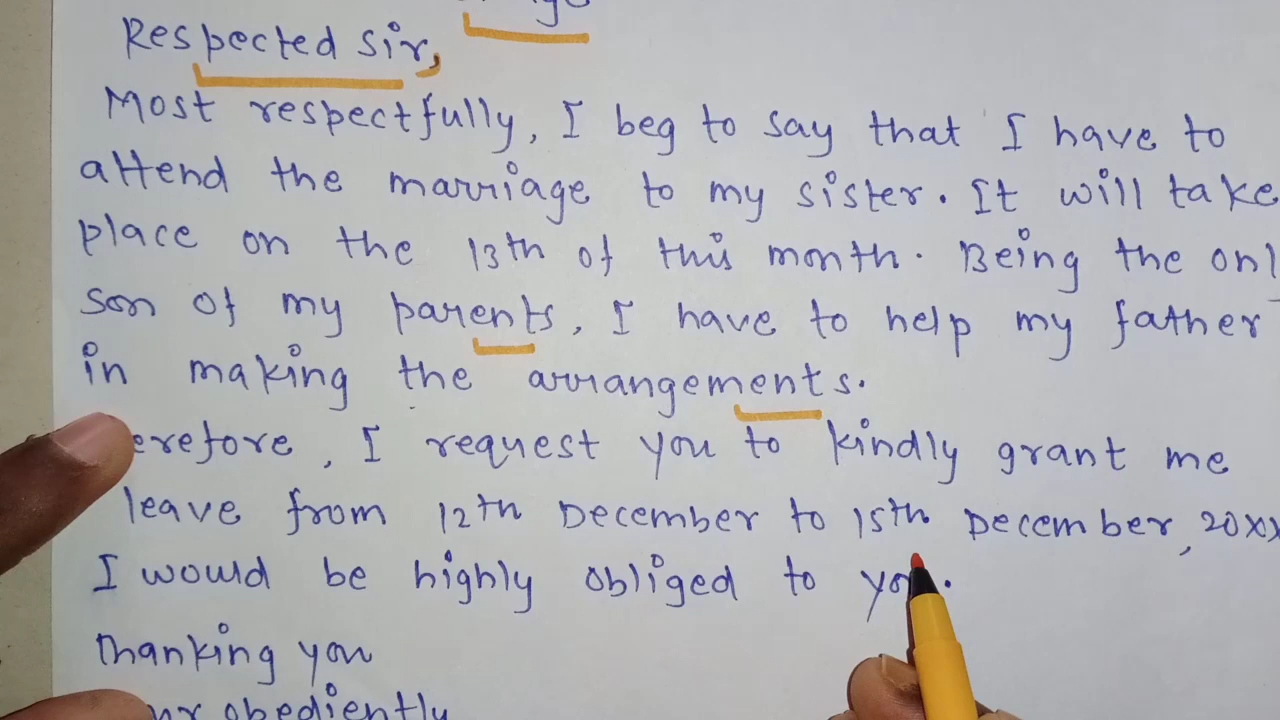 Respected Sir,
Most respectfully, I beg to say that I have to
attend the marriage to my sister. It will take
place on the 13th of this month. Being the onl
son of my parents, I have to help my father
in making the arrangements.
erefore, I request you to kindly grant me
leave from 12th December to 15th December, 20xx
I would be highly obliged to you.
Thanking you
obediently